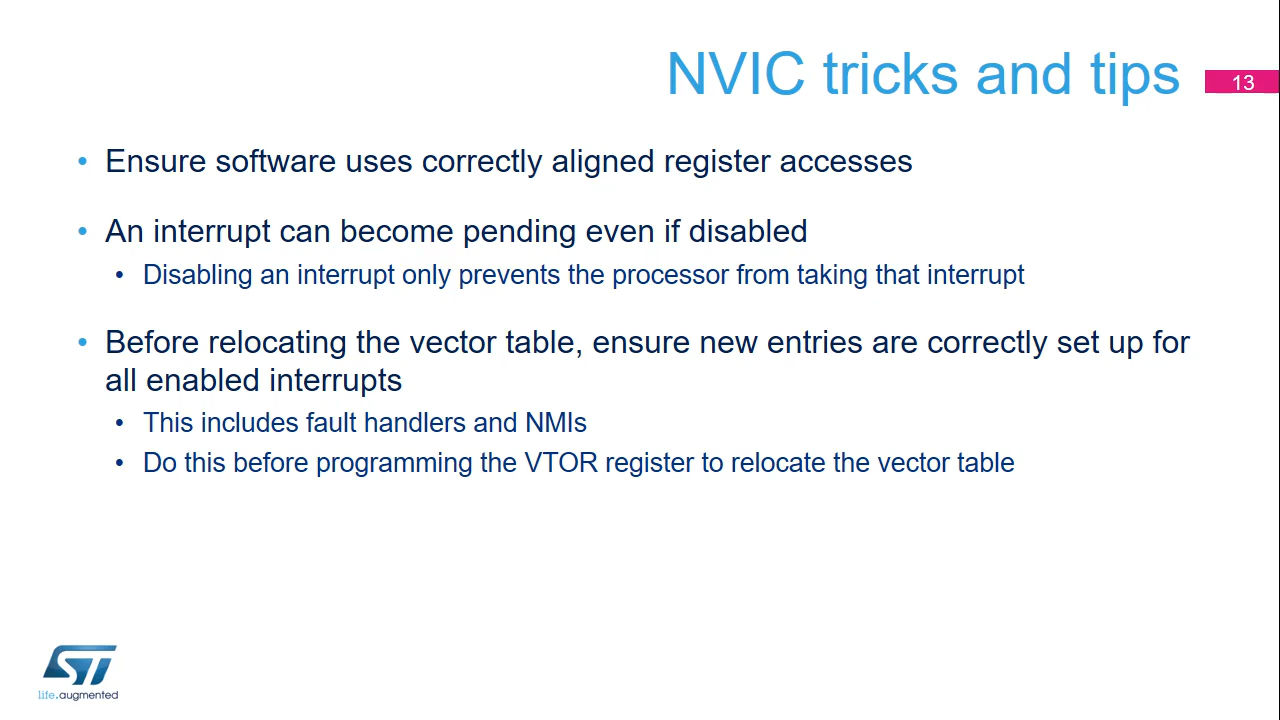 NVIC tricks and tips
13
• Ensure software uses correctly aligned register accesses
• An interrupt can become pending even if disabled
• Disabling an interrupt only prevents the processor from taking that interrupt
• Before relocating the vector table, ensure new entries are correctly set up for
all enabled interrupts
• This includes fault handlers and NMIs
• Do this before programming the VTOR register to relocate the vector table
ST
life.augmented